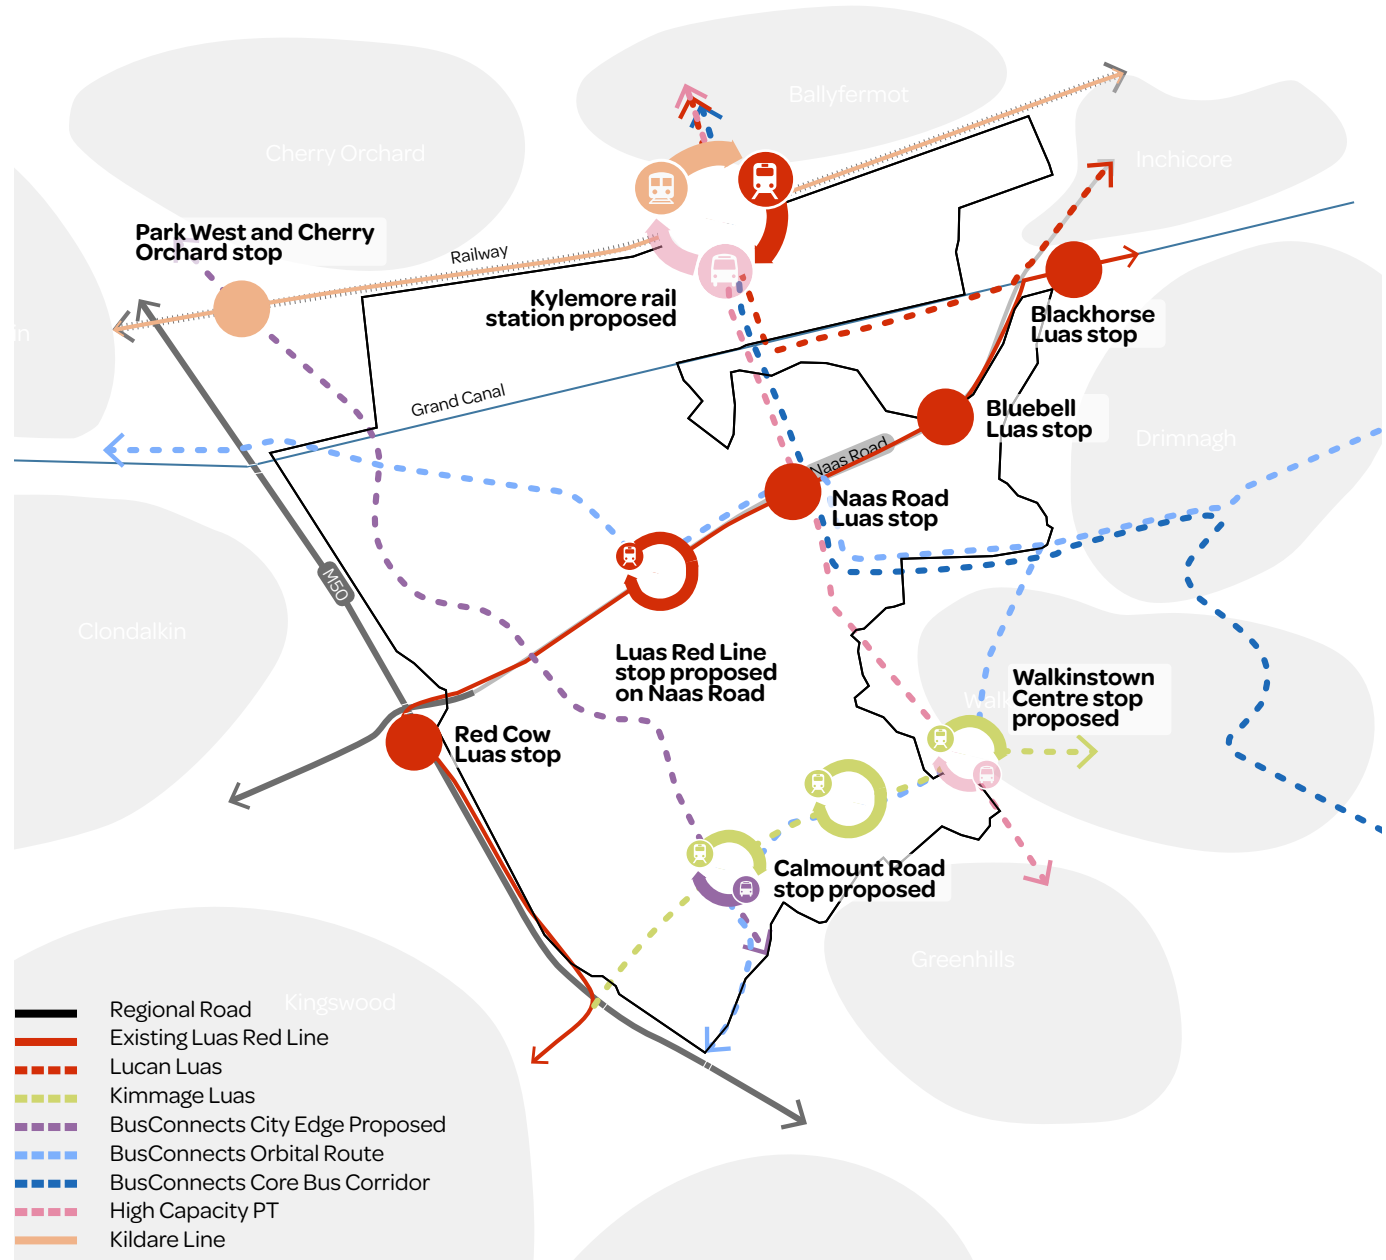 Ballyfermot
Cherry Orchard
Inchicore
Park West and Cherry
Orchard stop
Railway
Kylemore rail
station proposed
Blackhorse
Luas stop
in
Grand Canal
Bluebell
Luas stop
Drimnagh
Naas Road
Naas Road
Luas stop
M50
Clondalkin
Luas Red Line
stop proposed
on Naas Road
Walk
Walkinstown
Centre stop
proposed
Red Cow
Luas stop
Calmount Road
stop proposed
Greenhills
Kingswood
Regional Road
Existing Luas Red Line
Lucan Luas
Kimmage Luas
BusConnects City Edge Proposed
BusConnects Orbital Route
BusConnects Core Bus Corridor
High Capacity PT
Kildare Line